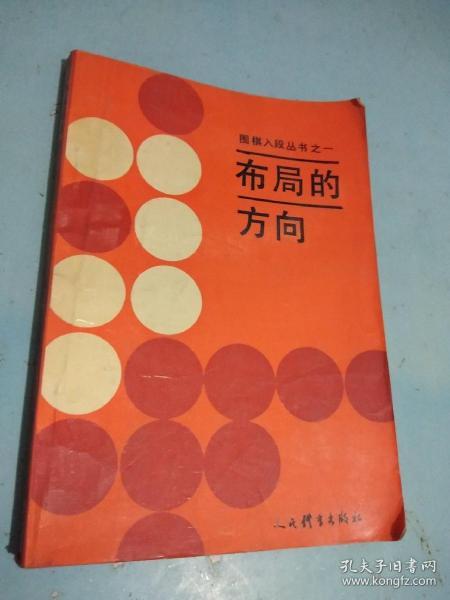 围棋入段丛书之一
布局的
方向
人民体育出版社
孔夫子旧书网
www.kongfz.com